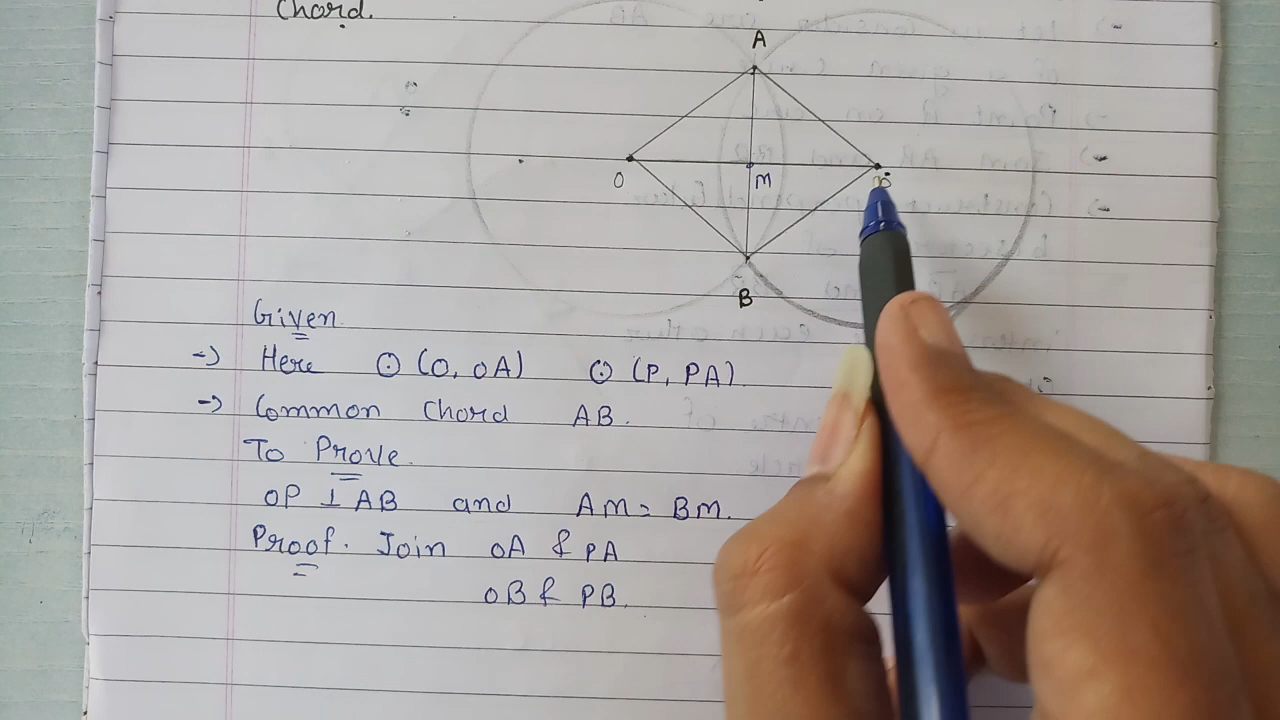 Chord.
A
O
M
B
Given
-) Here ⊙ (O, OA) ⊙ (P, PA).
-) Common Chord AB.
To Prove.
OP ⊥ AB and AM = BM.
Proof. Join OA & PA
OB & PB.